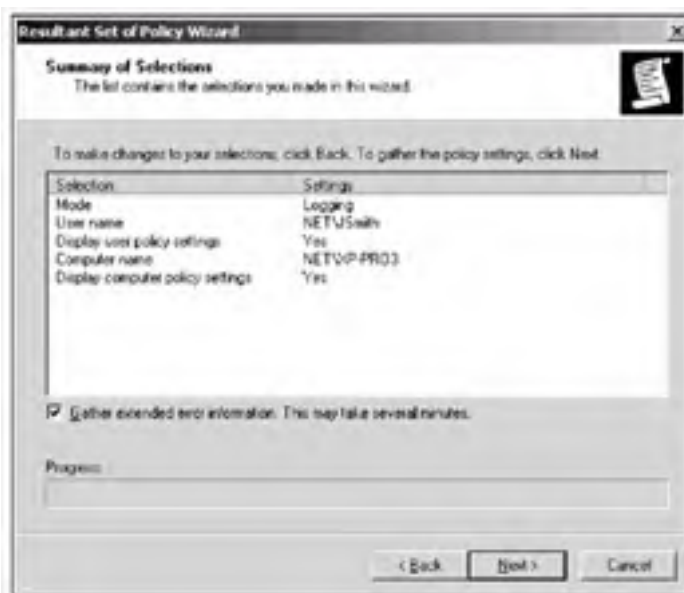 Resultant Set of Policy Wizard
Summary of Selections
The list contains the selections you made in this wizard.
To make changes to your selections, click Back. To gather the policy settings, click Next.
Selection Settings
Mode Logging
User name NET\JSmith
Display user policy settings Yes
Computer name NET\XP-PRO3
Display computer policy settings Yes
Gather extended error information. This may take several minutes.
Progress:
< Back Next > Cancel